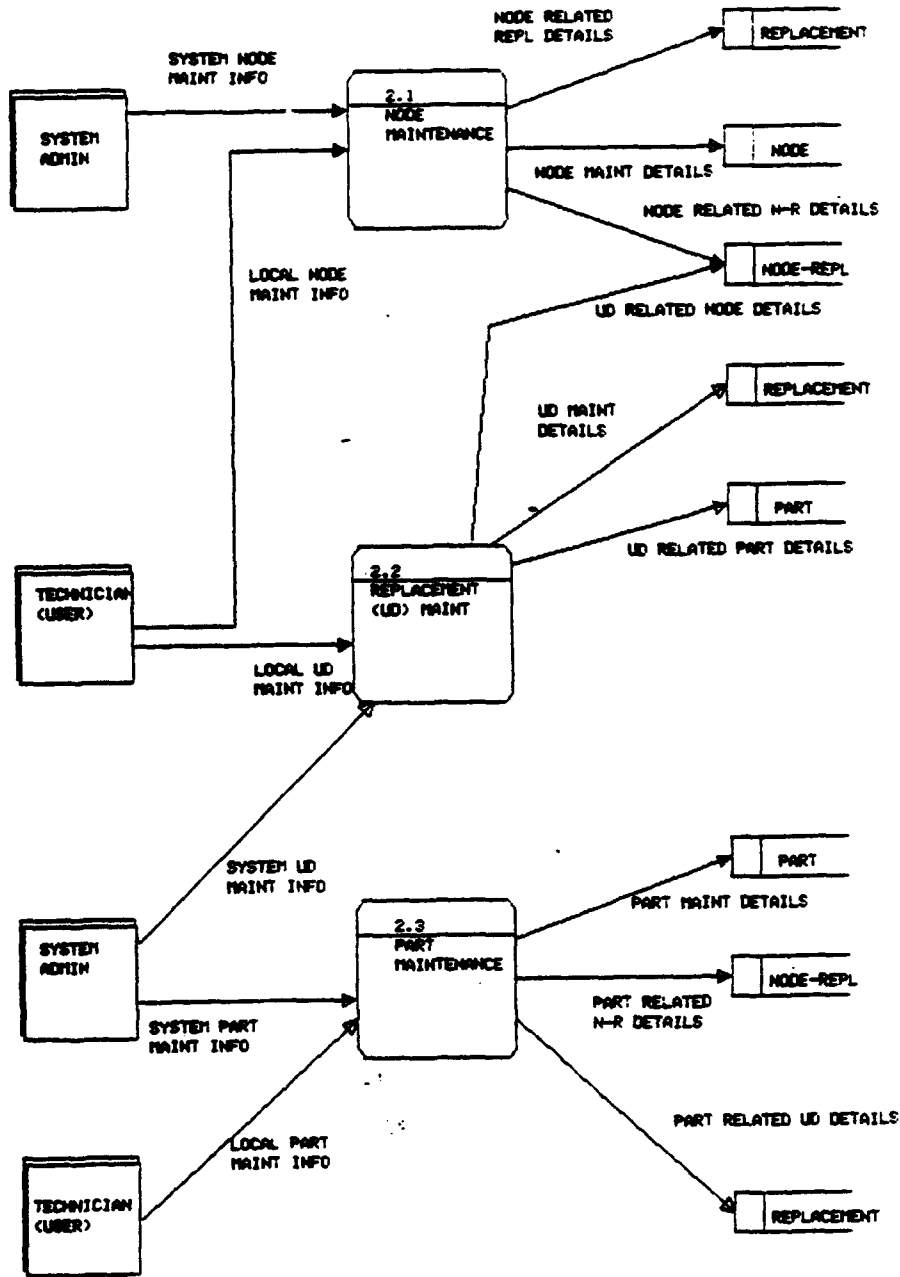 NODE RELATED
REPL DETAILS
REPLACEMENT
SYSTEM NODE
MAINT INFO
2.1
NODE
MAINTENANCE
SYSTEM
ADMIN
NODE
NODE MAINT DETAILS
NODE RELATED N-R DETAILS
LOCAL NODE
MAINT INFO
NODE-REPL
UD RELATED NODE DETAILS
REPLACEMENT
UD MAINT
DETAILS
PART
UD RELATED PART DETAILS
2.2
REPLACEMENT
(UD) MAINT
TECHNICIAN
(USER)
LOCAL UD
MAINT INFO
SYSTEM UD
MAINT INFO
PART
PART MAINT DETAILS
2.3
PART
MAINTENANCE
SYSTEM
ADMIN
NODE-REPL
PART RELATED
N-R DETAILS
SYSTEM PART
MAINT INFO
PART RELATED UD DETAILS
LOCAL PART
MAINT INFO
TECHNICIAN
(USER)
REPLACEMENT